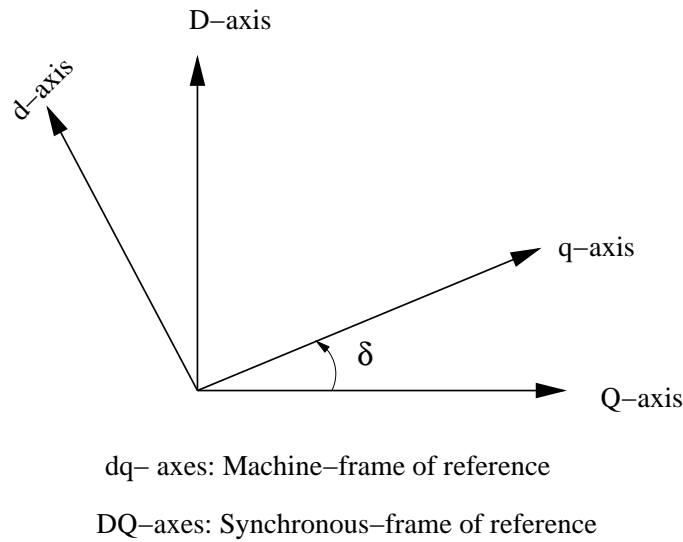 D−axis
d−axis
q−axis
δ
Q−axis
dq− axes: Machine−frame of reference
DQ−axes: Synchronous−frame of reference